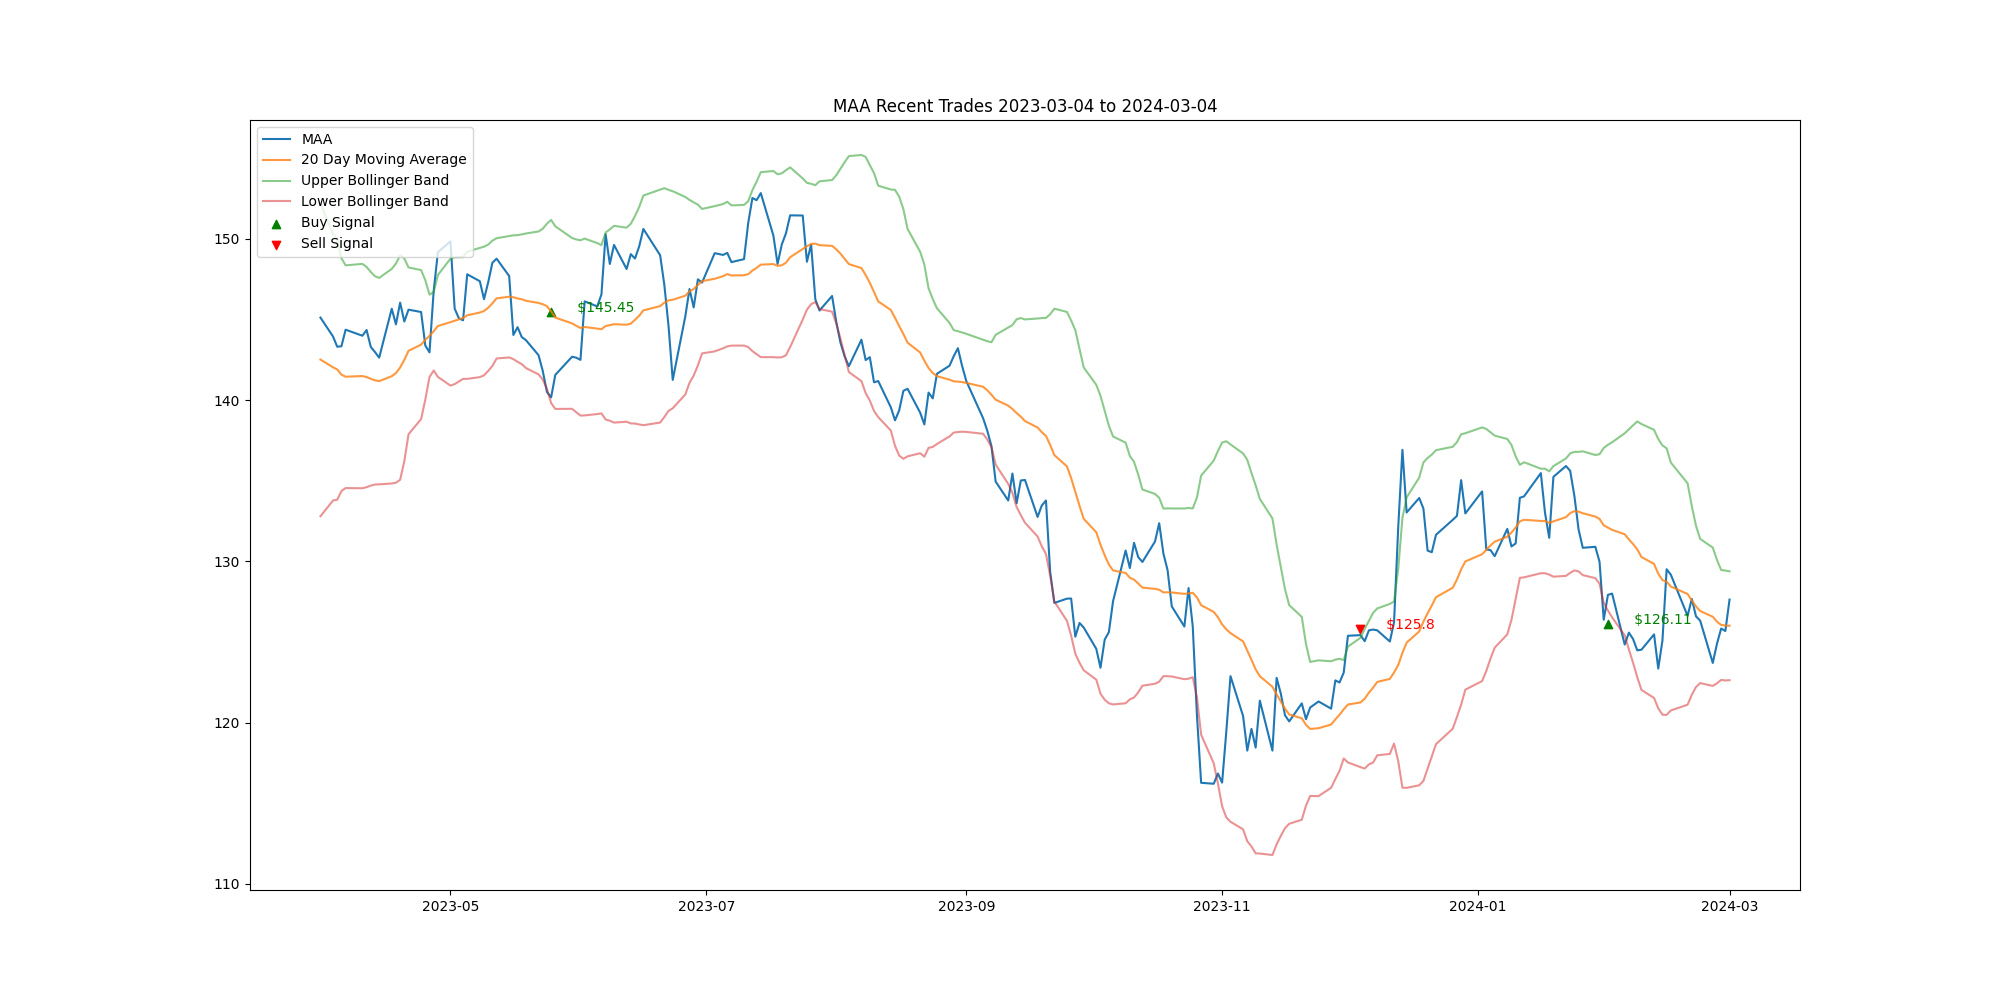 MAA Recent Trades 2023-03-04 to 2024-03-04
MAA
20 Day Moving Average
Upper Bollinger Band
Lower Bollinger Band
Buy Signal
Sell Signal
150
140
130
120
110
$145.45
$125.8
$126.11
2023-05
2023-07
2023-09
2023-11
2024-01
2024-03